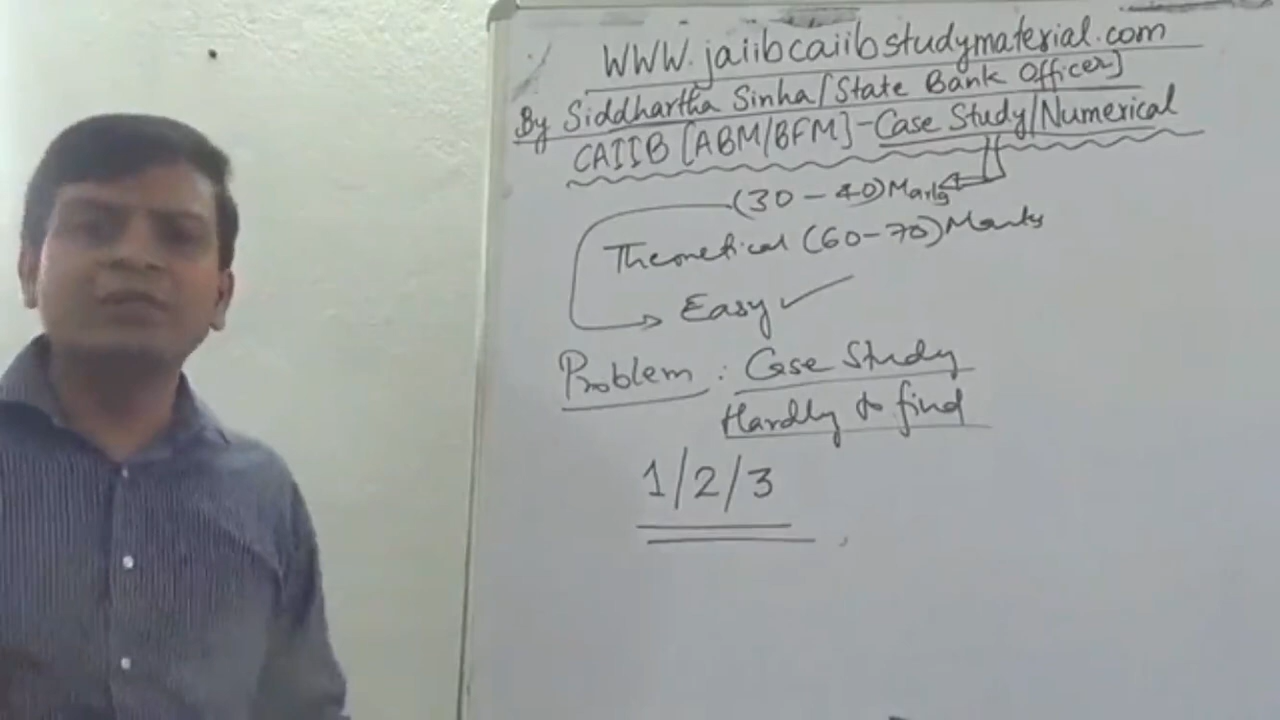 WWW.jaiibcaiibstudymaterial.com
By Siddhartha Sinha [State Bank Officer]
CAIIB [ABM/BFM] - Case Study/Numerical
(30-40) Marks
Theoretical (60-70) Marks
Easy ✓
Problem : Case Study
Hardly to find
1/2/3